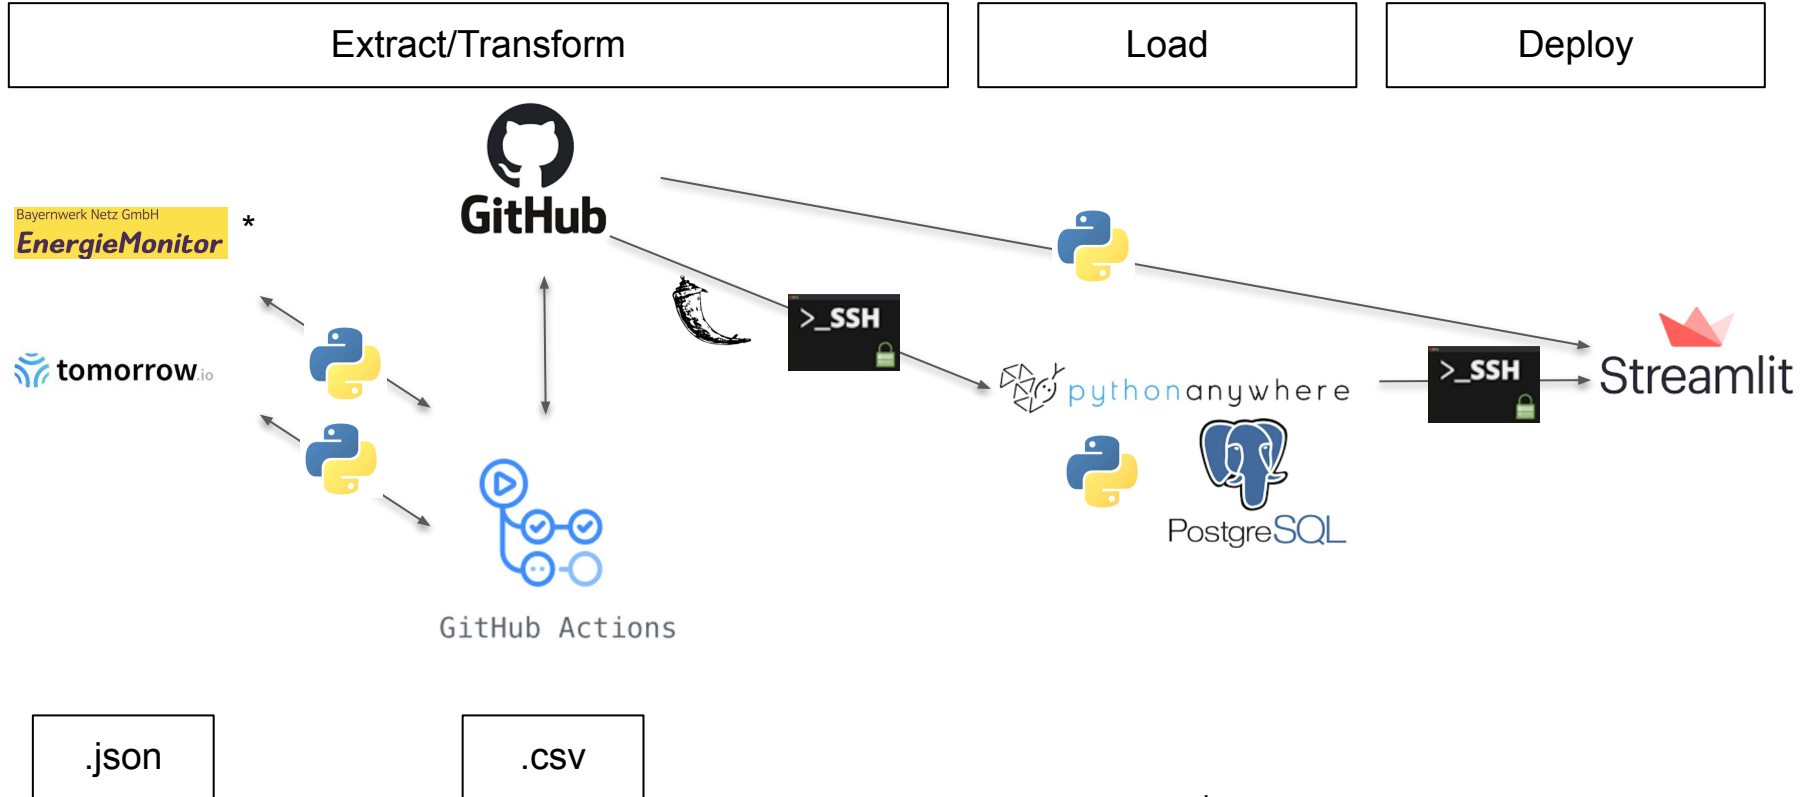 Extract/Transform
Load
Deploy
GitHub
Bayernwerk Netz GmbH
EnergieMonitor
*
>_SSH
tomorrow.io
>_SSH
Streamlit
pythonanywhere
PostgreSQL
GitHub Actions
.json
.csv